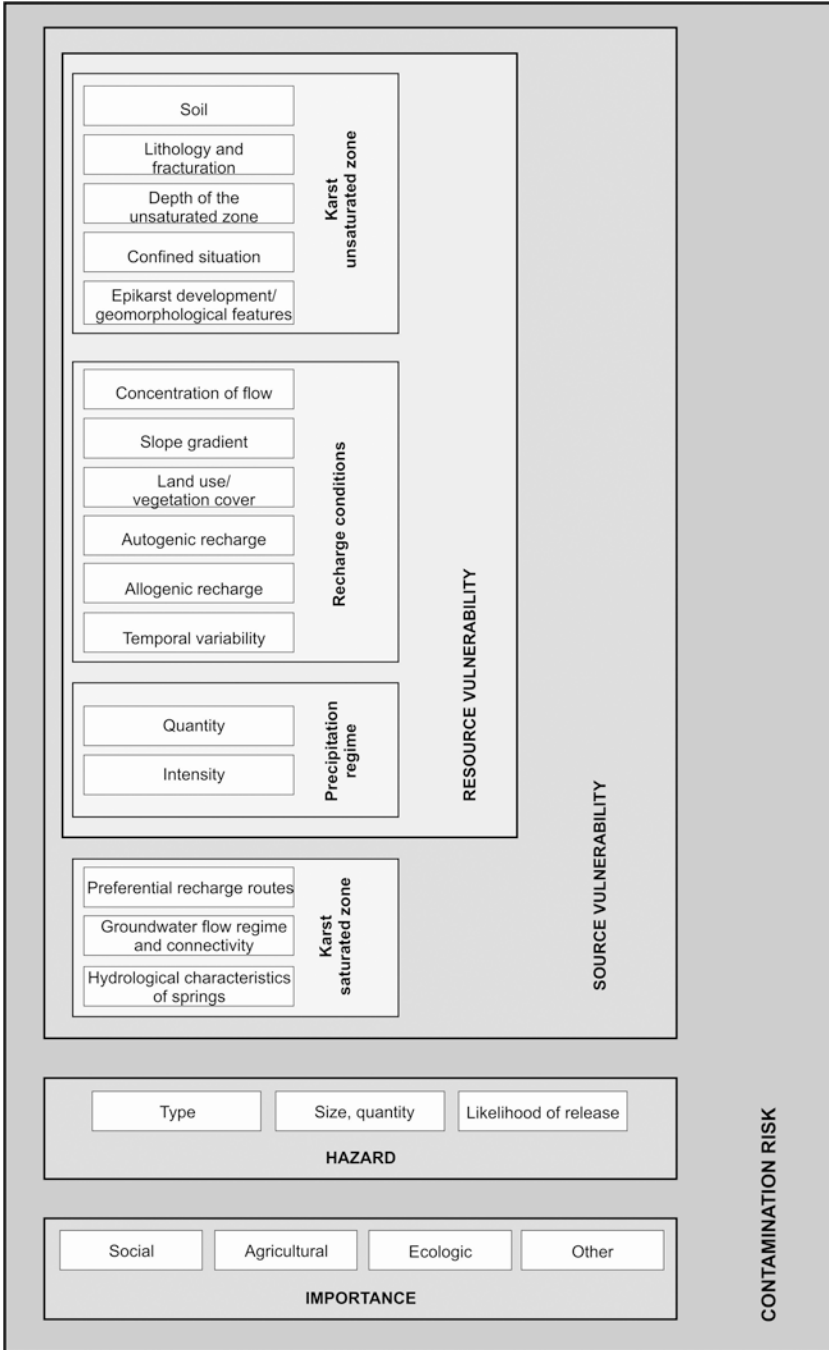 Soil
Lithology and
fracturation
Depth of the
unsaturated zone
Confined situation
Epikarst development/
geomorphological features
Karst
unsaturated zone
Concentration of flow
Slope gradient
Land use/
vegetation cover
Autogenic recharge
Allogenic recharge
Temporal variability
Recharge conditions
Quantity
Intensity
Precipitation
regime
RESOURCE VULNERABILITY
Preferential recharge routes
Groundwater flow regime
and connectivity
Hydrological characteristics
of springs
Karst
saturated zone
SOURCE VULNERABILITY
Type
Size, quantity
Likelihood of release
HAZARD
Social
Agricultural
Ecologic
Other
IMPORTANCE
CONTAMINATION RISK